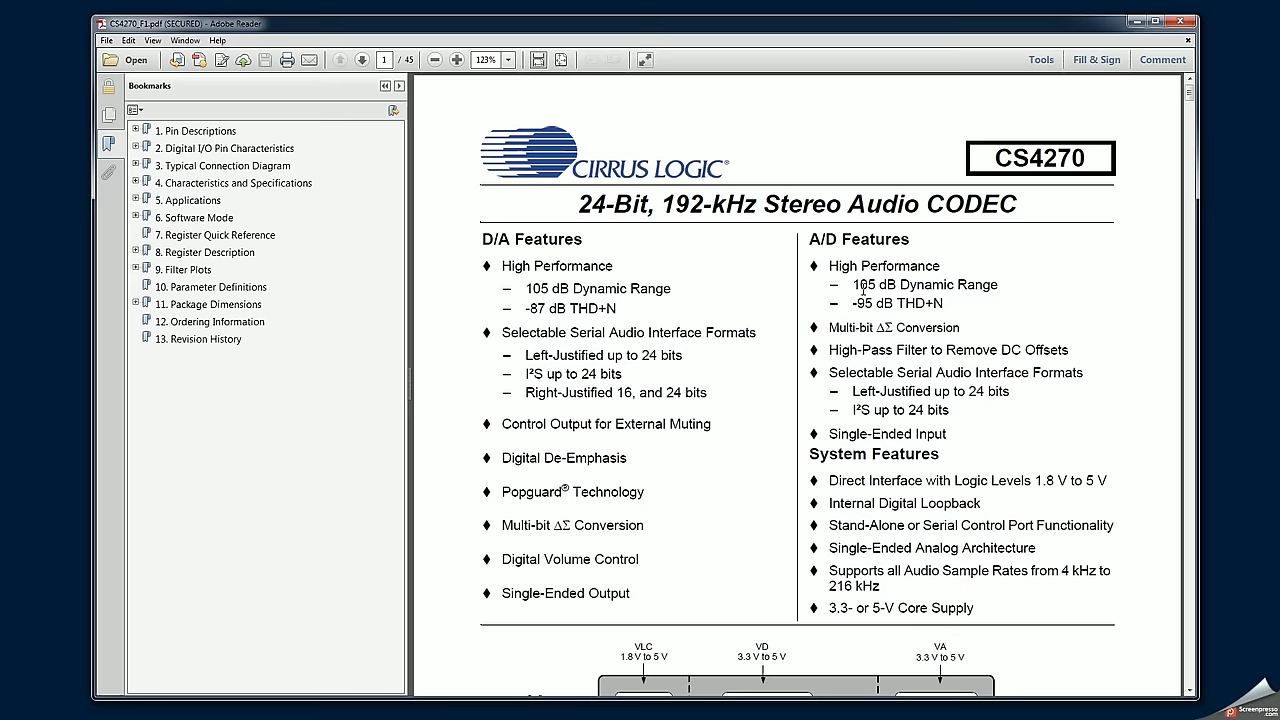 CS4270_F1.pdf (SECURED) - Adobe Reader
File Edit View Window Help
Open 1 / 45 123% Tools Fill & Sign Comment
Bookmarks
1. Pin Descriptions
2. Digital I/O Pin Characteristics
3. Typical Connection Diagram
4. Characteristics and Specifications
5. Applications
6. Software Mode
7. Register Quick Reference
8. Register Description
9. Filter Plots
10. Parameter Definitions
11. Package Dimensions
12. Ordering Information
13. Revision History
CIRRUS LOGIC®
CS4270
24-Bit, 192-kHz Stereo Audio CODEC
D/A Features
♦ High Performance
– 105 dB Dynamic Range
– -87 dB THD+N
♦ Selectable Serial Audio Interface Formats
– Left-Justified up to 24 bits
– I²S up to 24 bits
– Right-Justified 16, and 24 bits
♦ Control Output for External Muting
♦ Digital De-Emphasis
♦ Popguard® Technology
♦ Multi-bit ΔΣ Conversion
♦ Digital Volume Control
♦ Single-Ended Output
A/D Features
♦ High Performance
– 105 dB Dynamic Range
– -95 dB THD+N
♦ Multi-bit ΔΣ Conversion
♦ High-Pass Filter to Remove DC Offsets
♦ Selectable Serial Audio Interface Formats
– Left-Justified up to 24 bits
– I²S up to 24 bits
♦ Single-Ended Input
System Features
♦ Direct Interface with Logic Levels 1.8 V to 5 V
♦ Internal Digital Loopback
♦ Stand-Alone or Serial Control Port Functionality
♦ Single-Ended Analog Architecture
♦ Supports all Audio Sample Rates from 4 kHz to
216 kHz
♦ 3.3- or 5-V Core Supply
VLC
1.8 V to 5 V
VD
3.3 V to 5 V
VA
3.3 V to 5 V
Screenpresso
.com